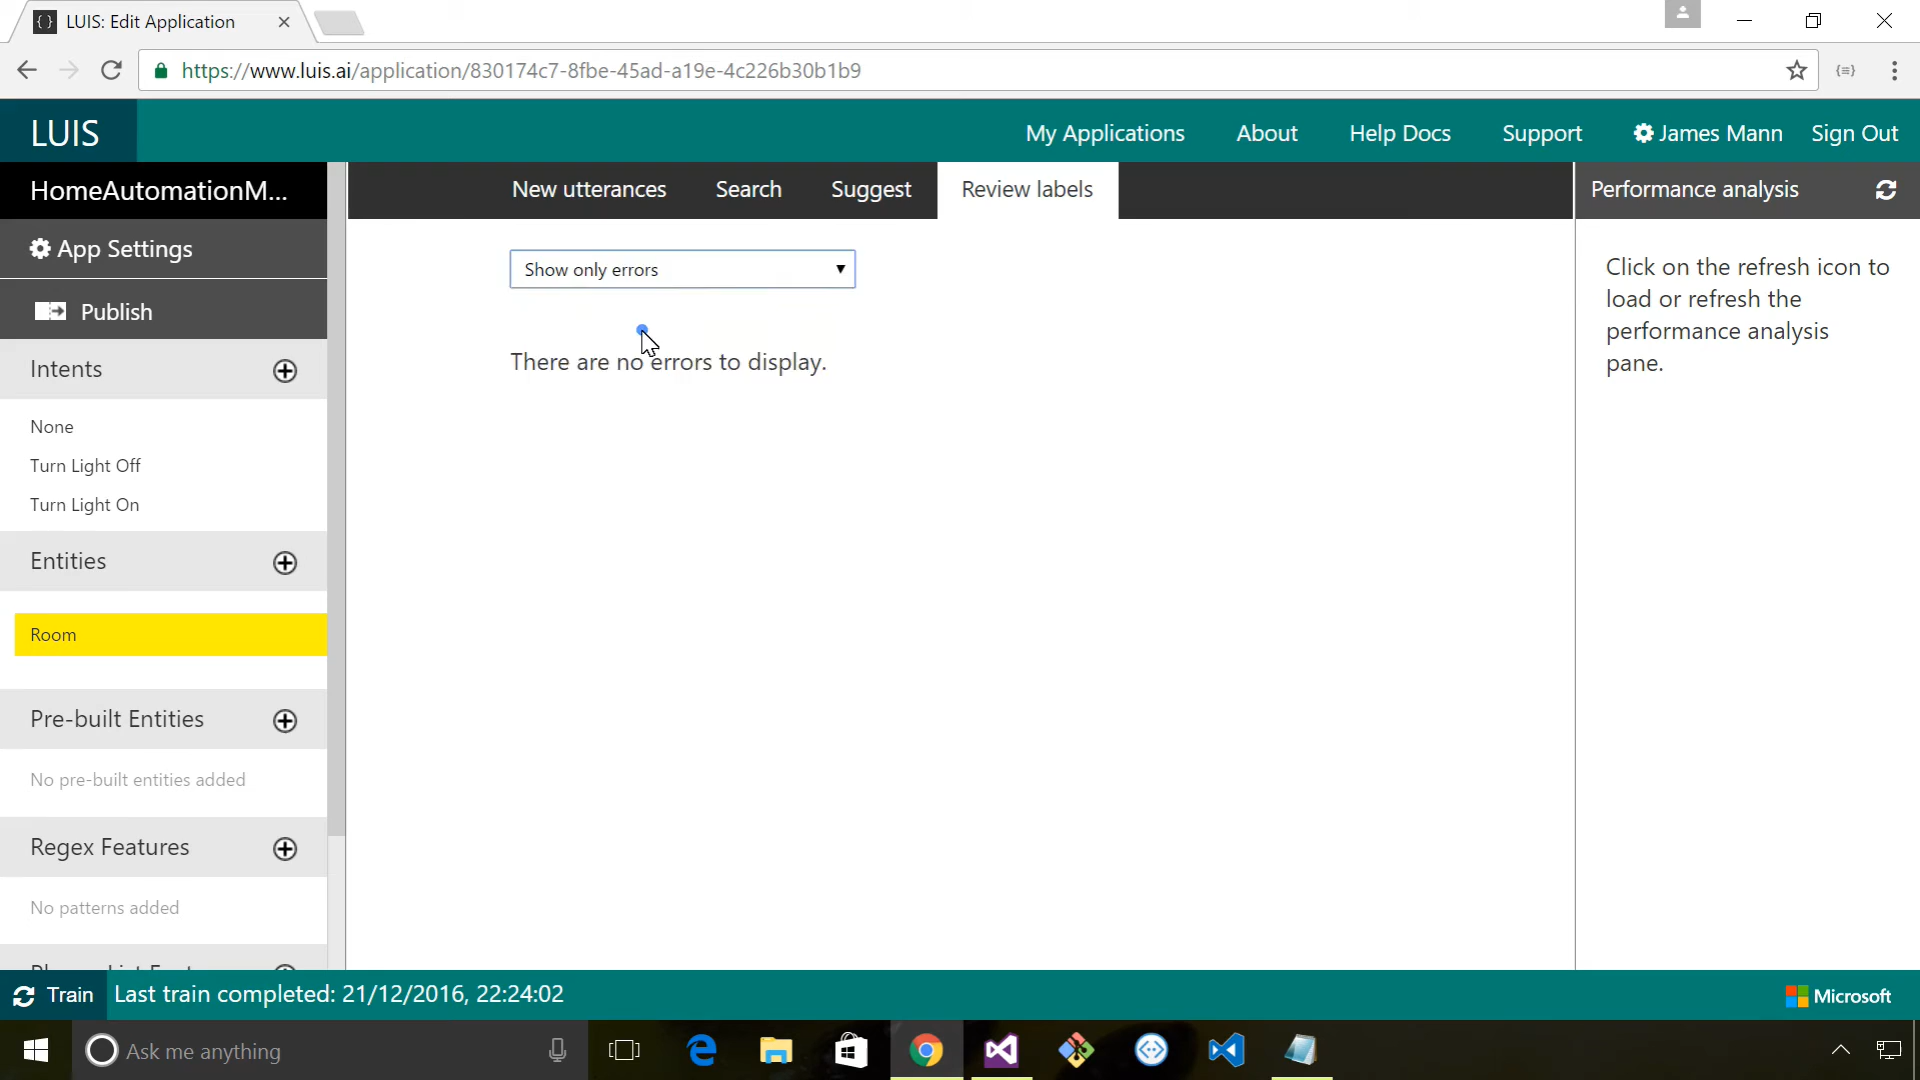 LUIS: Edit Application
https://www.luis.ai/application/830174c7-8fbe-45ad-a19e-4c226b30b1b9
LUIS
My Applications
About
Help Docs
Support
James Mann
Sign Out
HomeAutomationM...
New utterances
Search
Suggest
Review labels
Performance analysis
App Settings
Publish
Show only errors
There are no errors to display.
Click on the refresh icon to
load or refresh the
performance analysis
pane.
Intents
None
Turn Light Off
Turn Light On
Entities
Room
Pre-built Entities
No pre-built entities added
Regex Features
No patterns added
Train
Last train completed: 21/12/2016, 22:24:02
Microsoft
Ask me anything